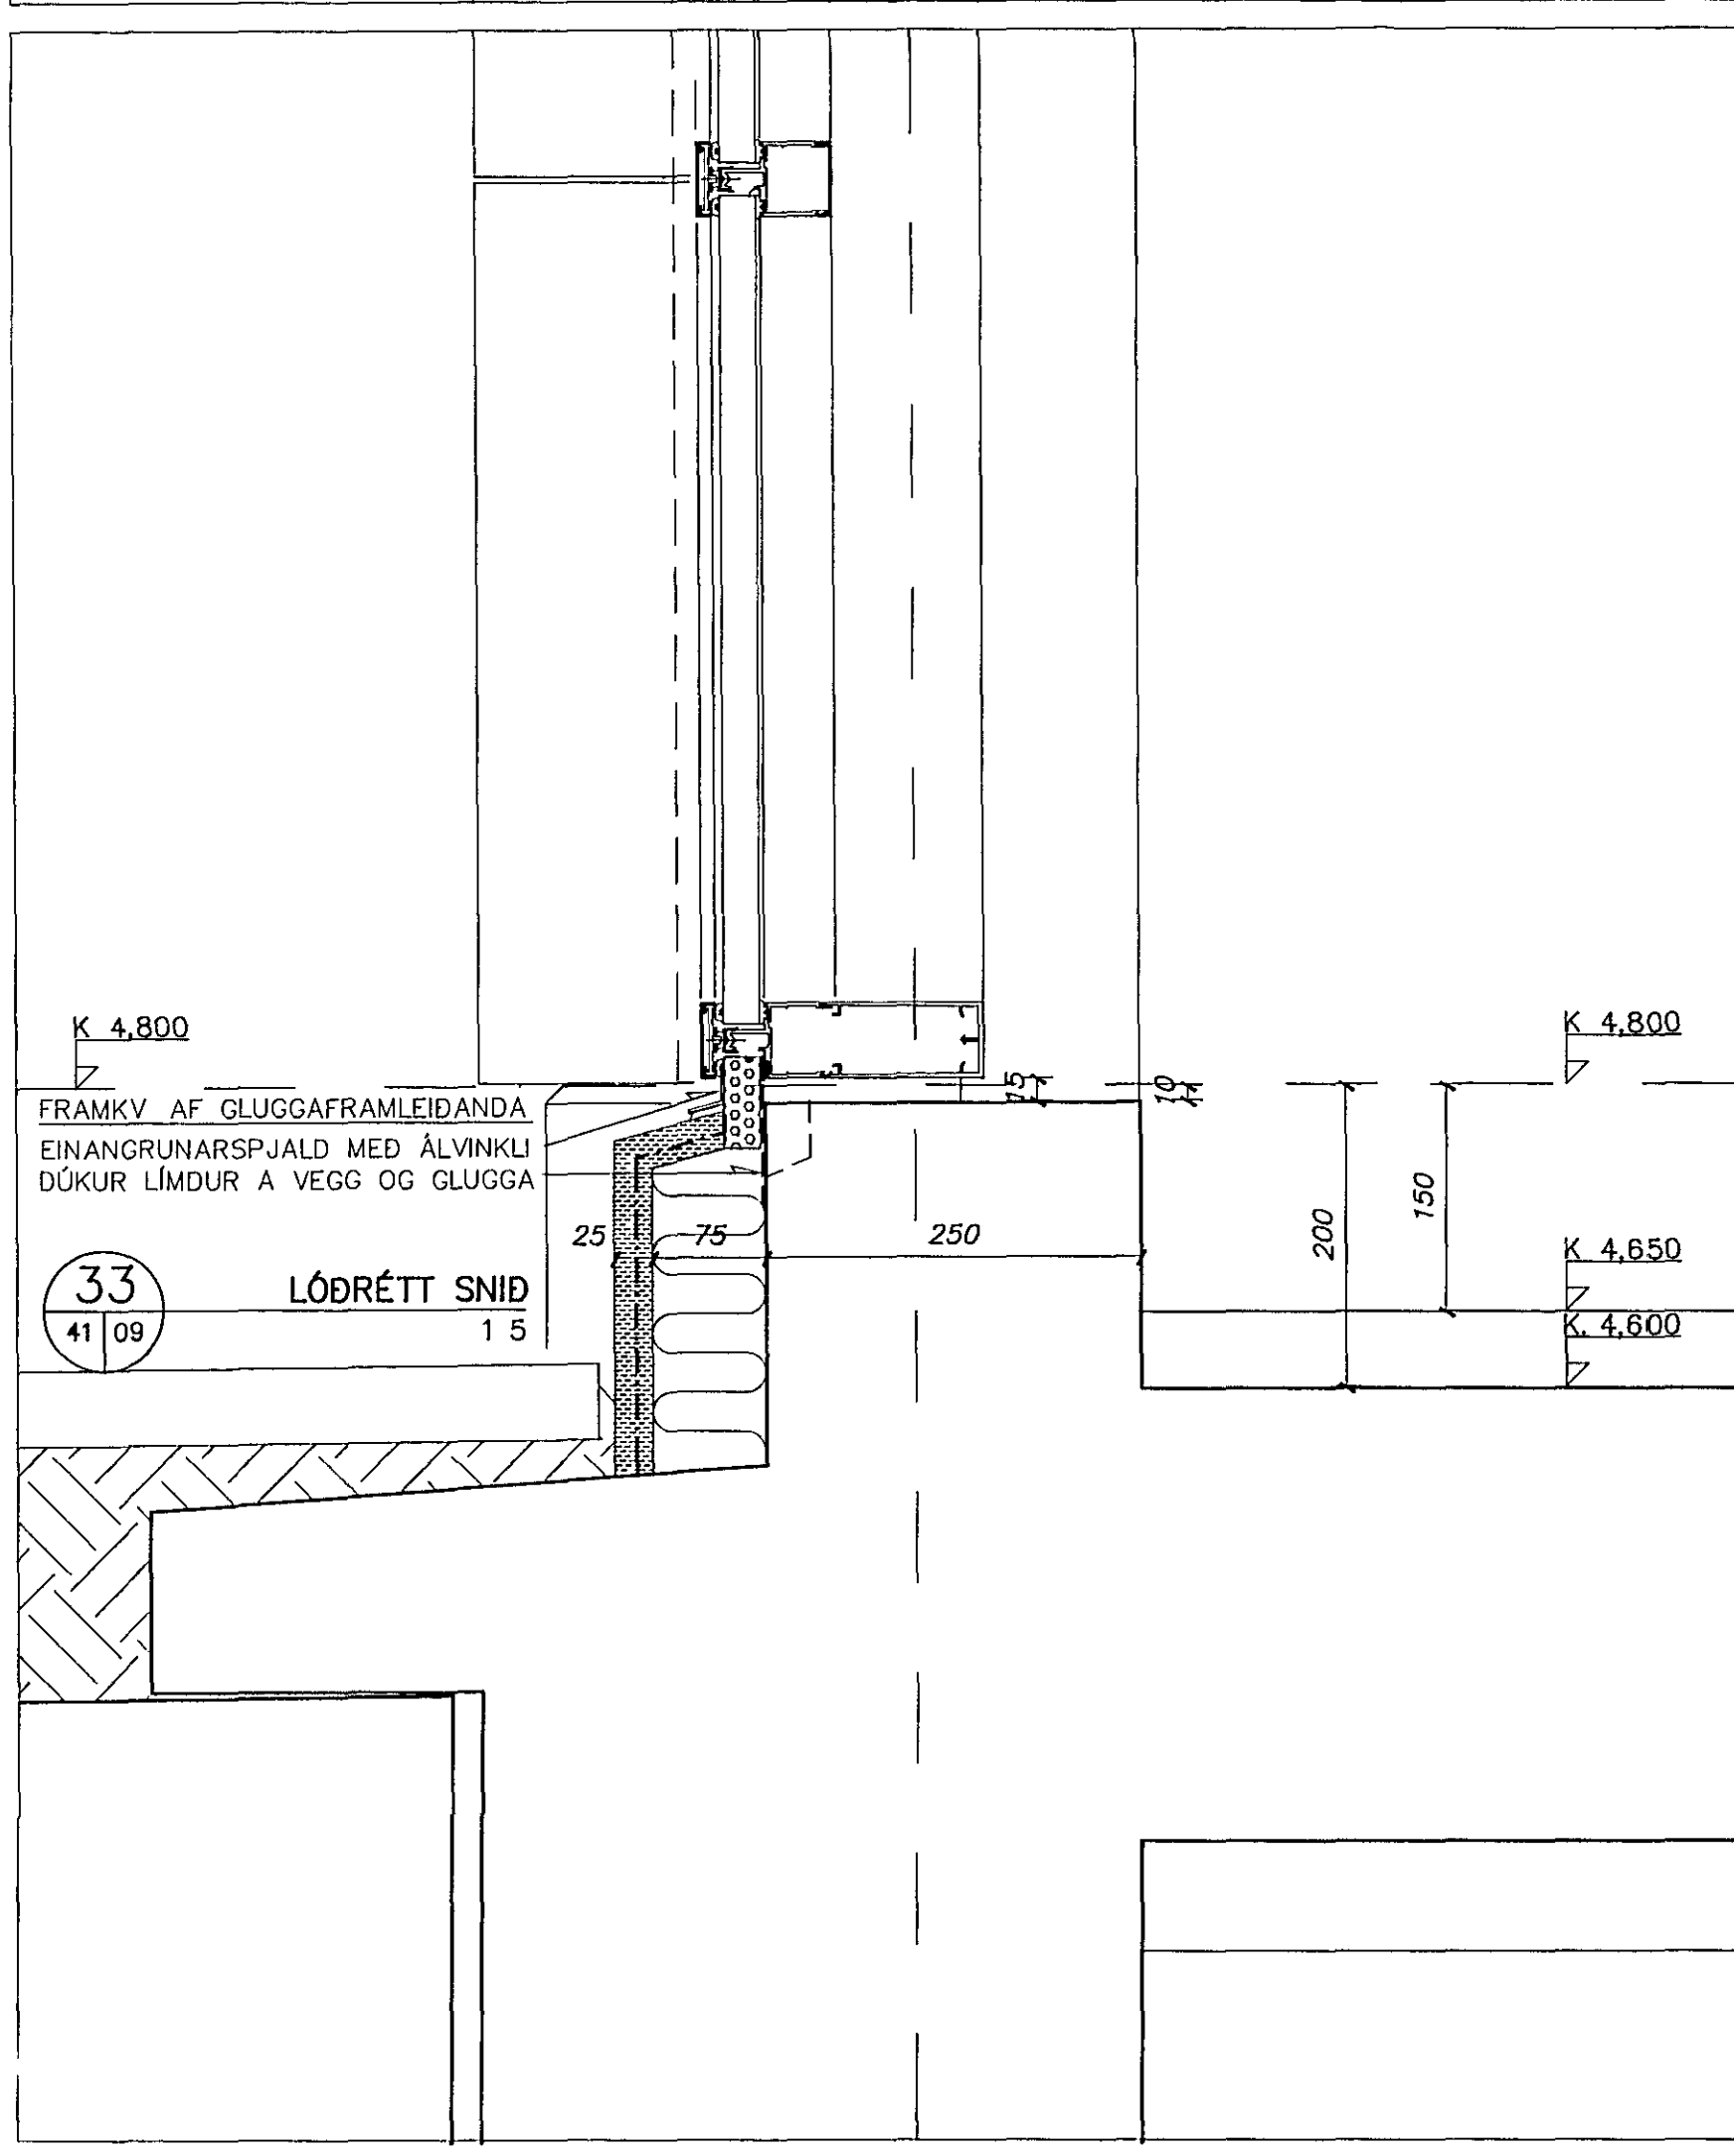 K 4,800
K 4,800
FRAMKV AF GLUGGAFRAMLEIÐANDA
EINANGRUNARSPJALD MEÐ ÁLVINKLI
DÚKUR LÍMDUR A VEGG OG GLUGGA
15
10
25
75
250
200
150
K 4,650
K. 4,600
33
41 09
LÓÐRÉTT SNIÐ
1 5